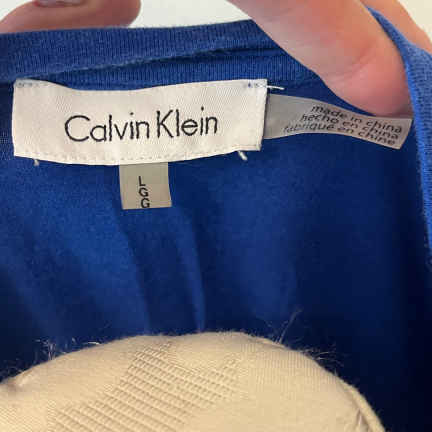 Calvin Klein
made in china
hecho en china
fabriqué en chine
L
G
G